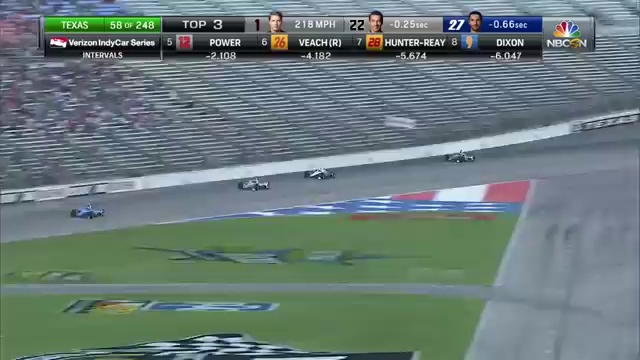 TEXAS 58 OF 248 TOP 3 1 218 MPH 22 -0.25SEC 27 -0.66SEC NBCSN
Verizon IndyCar Series 5 12 POWER 6 26 VEACH (R) 7 28 HUNTER-REAY 8 9 DIXON
INTERVALS -2.108 -4.182 -5.674 -6.047
TEXAS